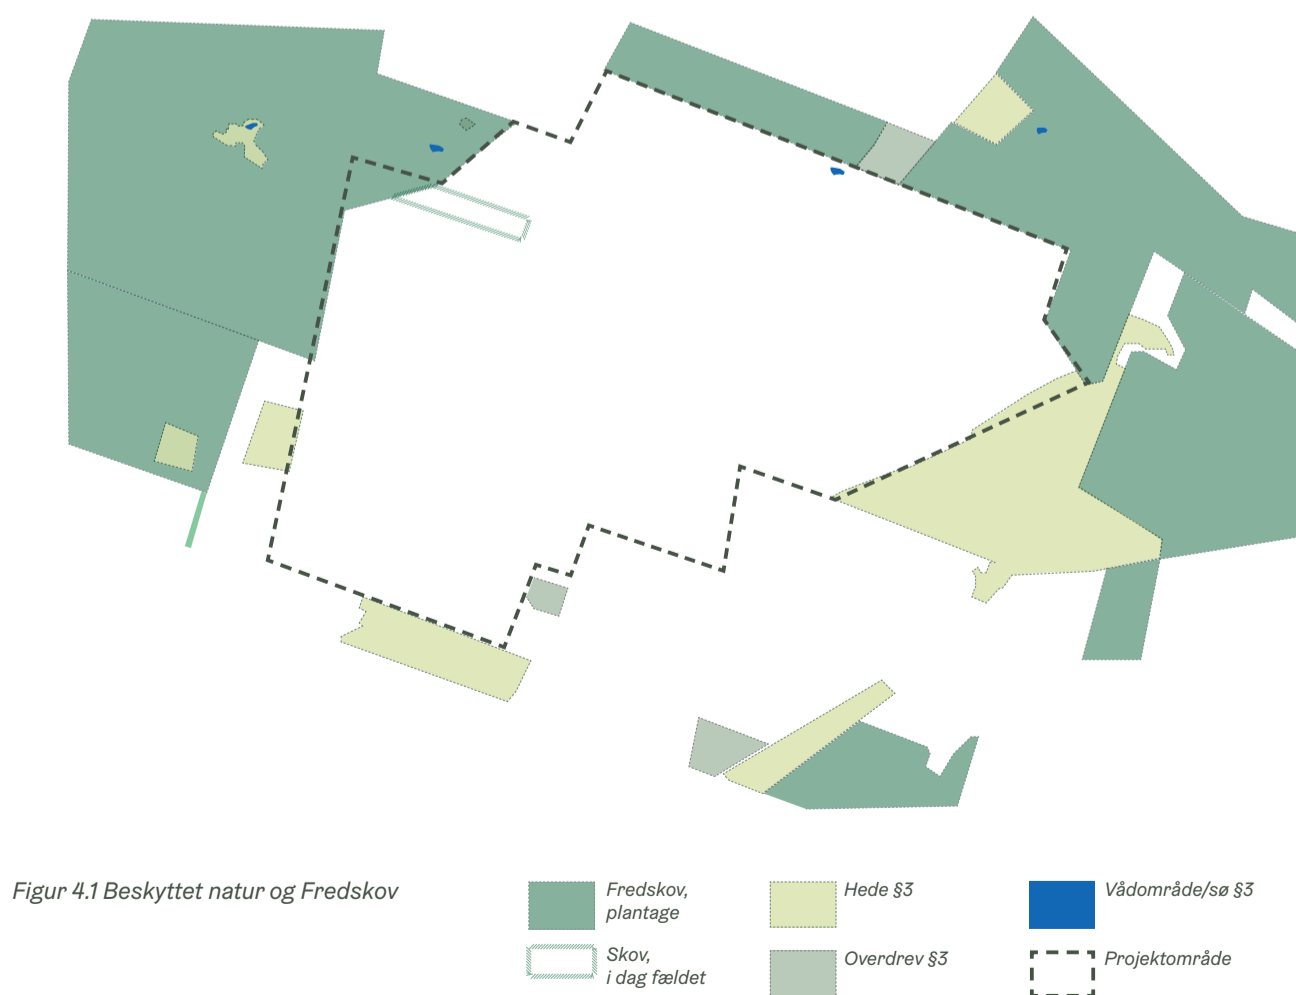 Figur 4.1 Beskyttet natur og Fredskov
Fredskov,
plantage
Skov,
i dag fældet
Hede §3
Overdrev §3
Vådområde/sø §3
Projektområde